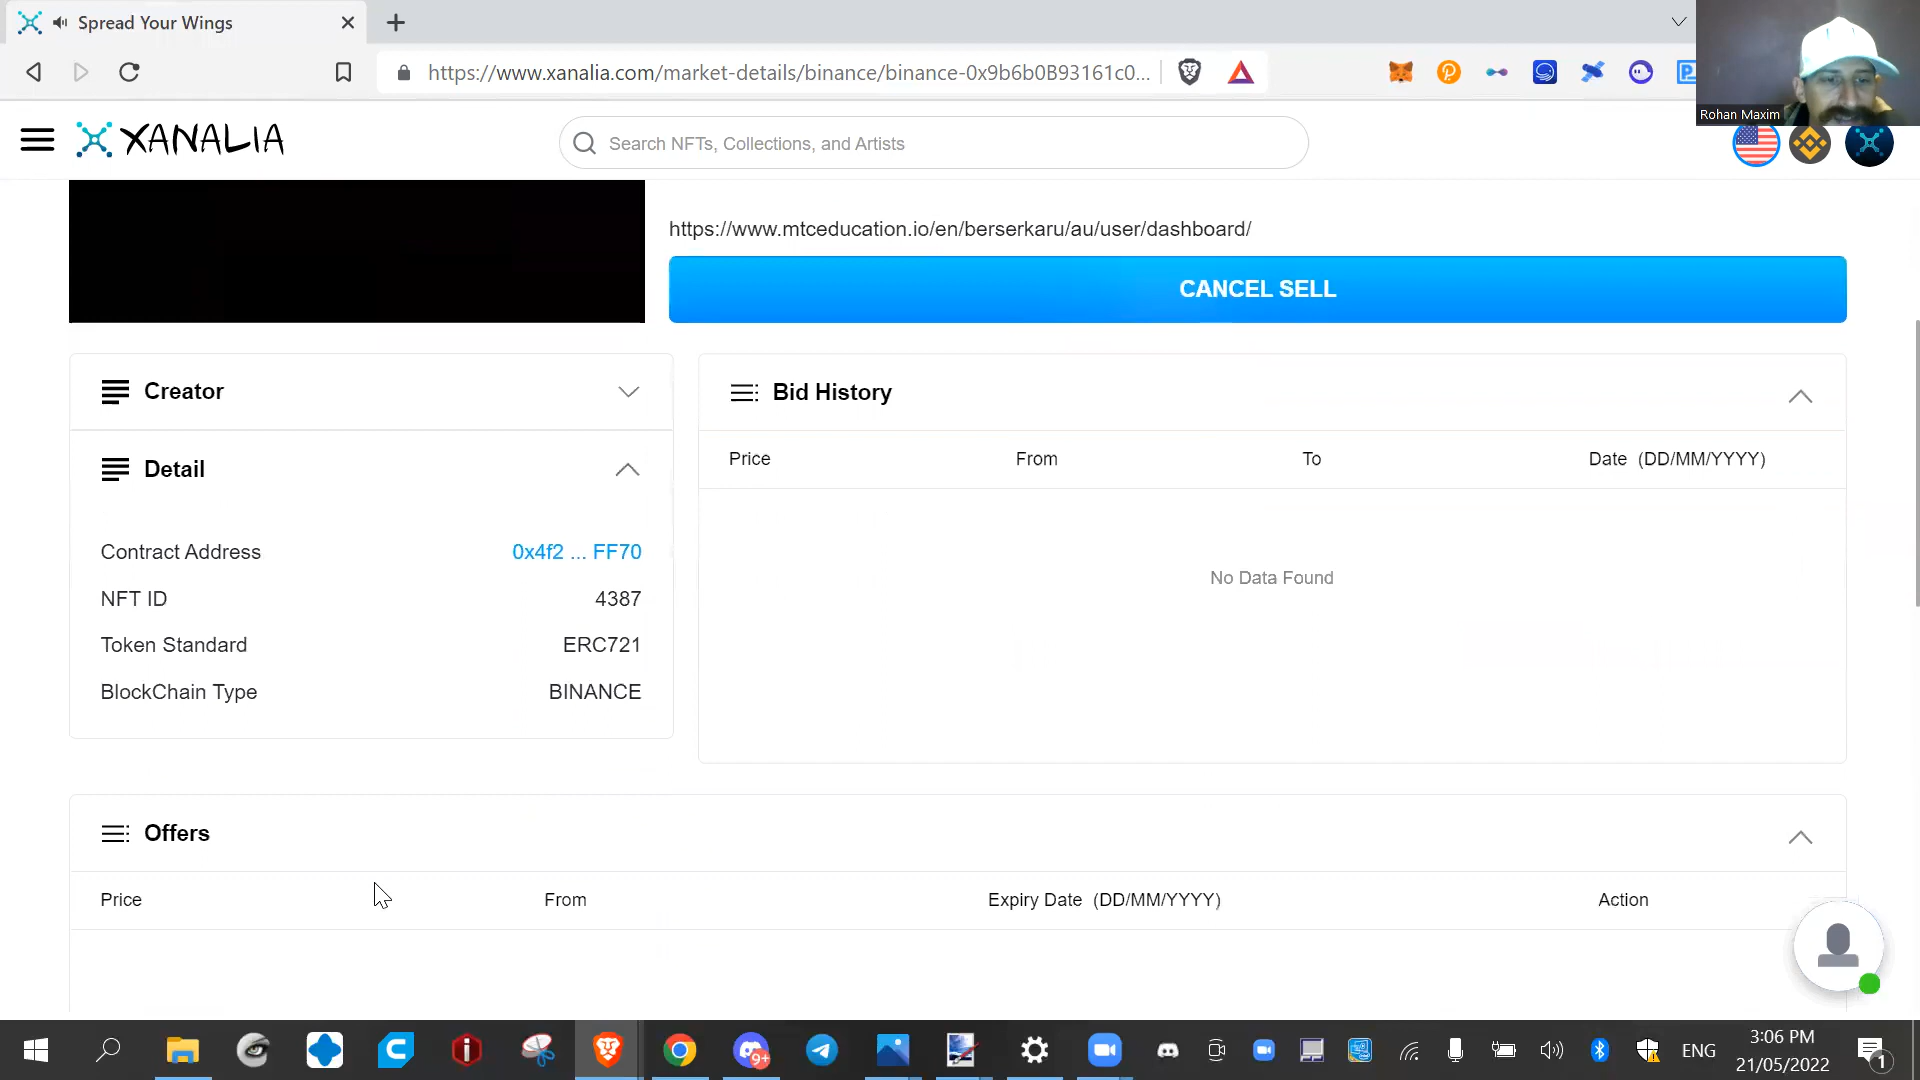 Spread Your Wings
https://www.xanalia.com/market-details/binance/binance-0x9b6b0B93161c0...
Rohan Maxim
XANALIA
Search NFTs, Collections, and Artists
https://www.mtceducation.io/en/berserkaru/au/user/dashboard/
CANCEL SELL
Creator
Detail
Contract Address 0x4f2 ... FF70
NFT ID 4387
Token Standard ERC721
BlockChain Type BINANCE
Bid History
Price From To Date (DD/MM/YYYY)
No Data Found
Offers
Price From Expiry Date (DD/MM/YYYY) Action
9+
ENG
3:06 PM
21/05/2022
1